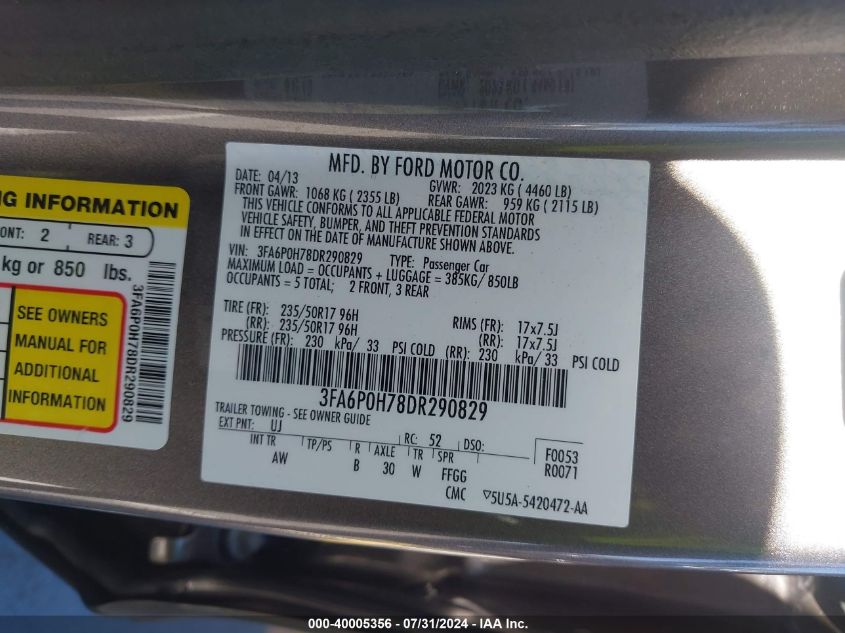 MFD. BY FORD MOTOR CO.
DATE: 04/13 GVWR: 2023 KG ( 4460 LB)
FRONT GAWR: 1068 KG ( 2355 LB) REAR GAWR: 959 KG ( 2115 LB)
THIS VEHICLE CONFORMS TO ALL APPLICABLE FEDERAL MOTOR
VEHICLE SAFETY, BUMPER, AND THEFT PREVENTION STANDARDS
IN EFFECT ON THE DATE OF MANUFACTURE SHOWN ABOVE.
VIN: 3FA6P0H78DR290829 TYPE: Passenger Car
MAXIMUM LOAD = OCCUPANTS + LUGGAGE = 385KG/ 850LB
OCCUPANTS = 5 TOTAL; 2 FRONT, 3 REAR
TIRE (FR): 235/50R17 96H RIMS (FR): 17x7.5J
(RR): 235/50R17 96H (RR): 17x7.5J
PRESSURE (FR): 230 kPa/ 33 PSI COLD (RR): 230 kPa/ 33 PSI COLD
3FA6P0H78DR290829
TRAILER TOWING - SEE OWNER GUIDE
EXT PNT: UJ RC: 52 DSO: F0053
INT TR TP/PS R AXLE TR SPR R0071
AW B 30 W FFGG
CMC 5U5A-5420472-AA
INFORMATION
2 REAR: 3
kg or 850 lbs.
SEE OWNERS
MANUAL FOR
ADDITIONAL
INFORMATION
3FA6P0H78DR290829
000-40005356 - 07/31/2024 - IAA Inc.